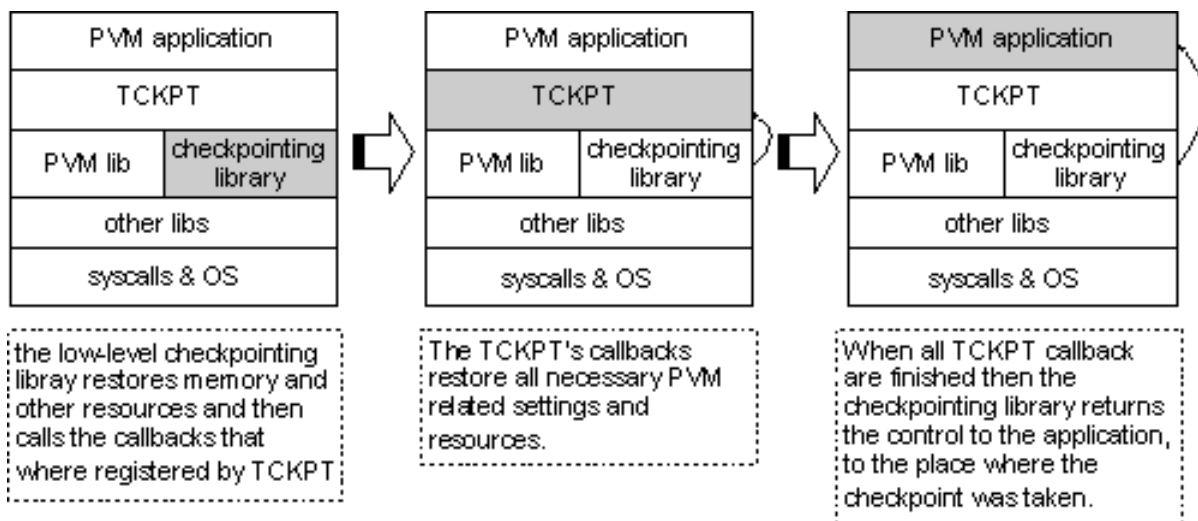 PVM application
TCKPT
PVM lib
checkpointing
library
other libs
syscalls & OS
the low-level checkpointing
libray restores memory and
other resources and then
calls the callbacks that
where registered by TCKPT
PVM application
TCKPT
PVM lib
checkpointing
library
other libs
syscalls & OS
The TCKPT's callbacks
restore all necessary PVM
related settings and
resources.
PVM application
TCKPT
PVM lib
checkpointing
library
other libs
syscalls & OS
When all TCKPT callback
are finished then the
checkpointing library returns
the control to the application,
to the place where the
checkpoint was taken.